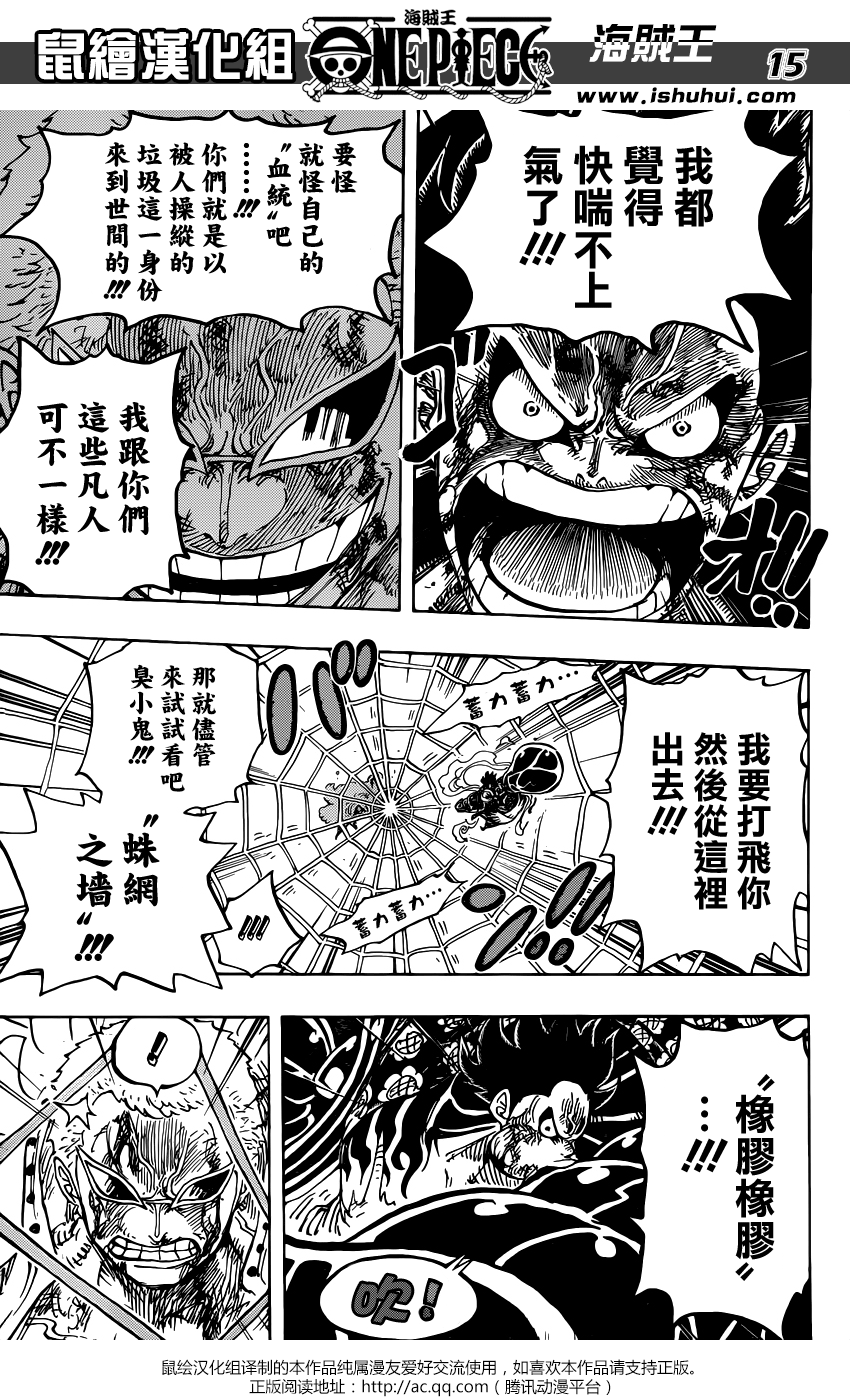 鼠繪漢化組
海賊王
ONE PIECE
海賊王
15
www.ishuhui.com
我都
覺得
快喘不上
氣了!!!
ゴ
オ!!!
要怪
就怪自己的
〝血統〞吧
……!!!
你們就是以
被人操縱的
垃圾這一身份
來到世間的!!!
我跟你們
這些凡人
可不一樣!!!
我要打飛你
然後從這裡
出去!!!
蓄力蓄力…
蓄力蓄力…
!!!
那就儘管
來試試看吧
臭小鬼!!!
〝蛛網
之墻〞!!!
〝橡膠橡膠〞
…!!!
吹!
!
鼠绘汉化组译制的本作品纯属漫友爱好交流使用，如喜欢本作品请支持正版。
正版阅读地址：http://ac.qq.com（腾讯动漫平台）